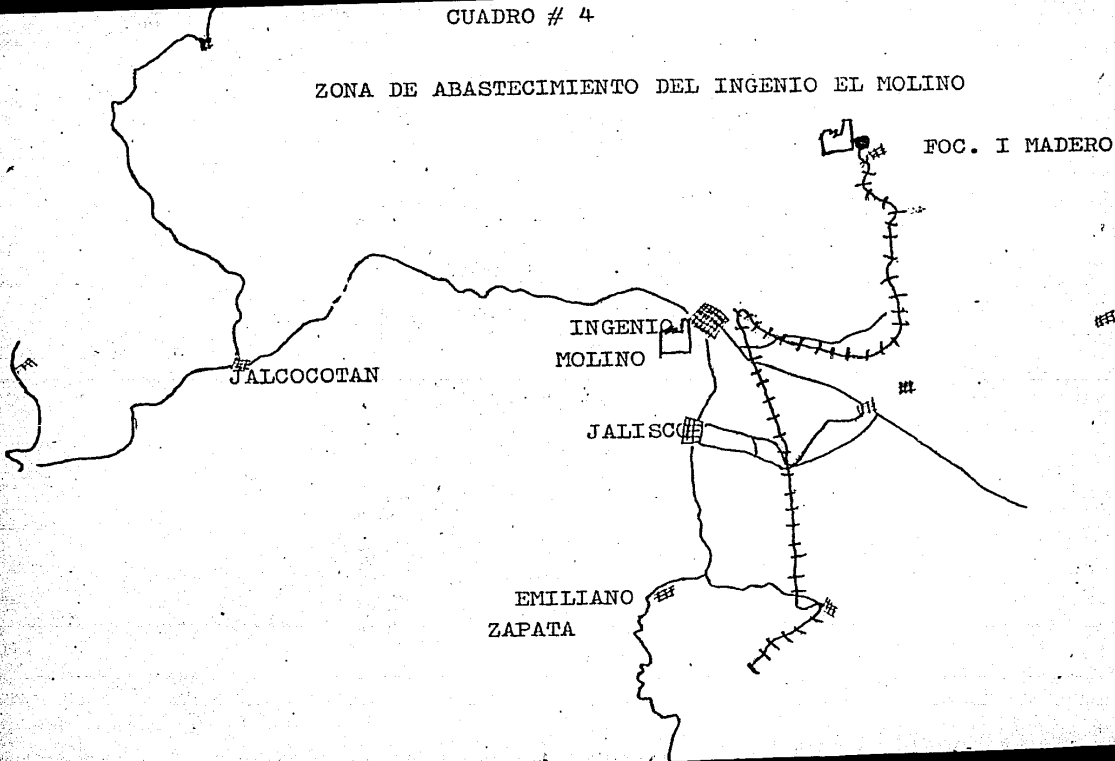 CUADRO # 4
ZONA DE ABASTECIMIENTO DEL INGENIO EL MOLINO
FOC. I MADERO
INGENIO
MOLINO
JALCOCOTAN
JALISCO
EMILIANO
ZAPATA